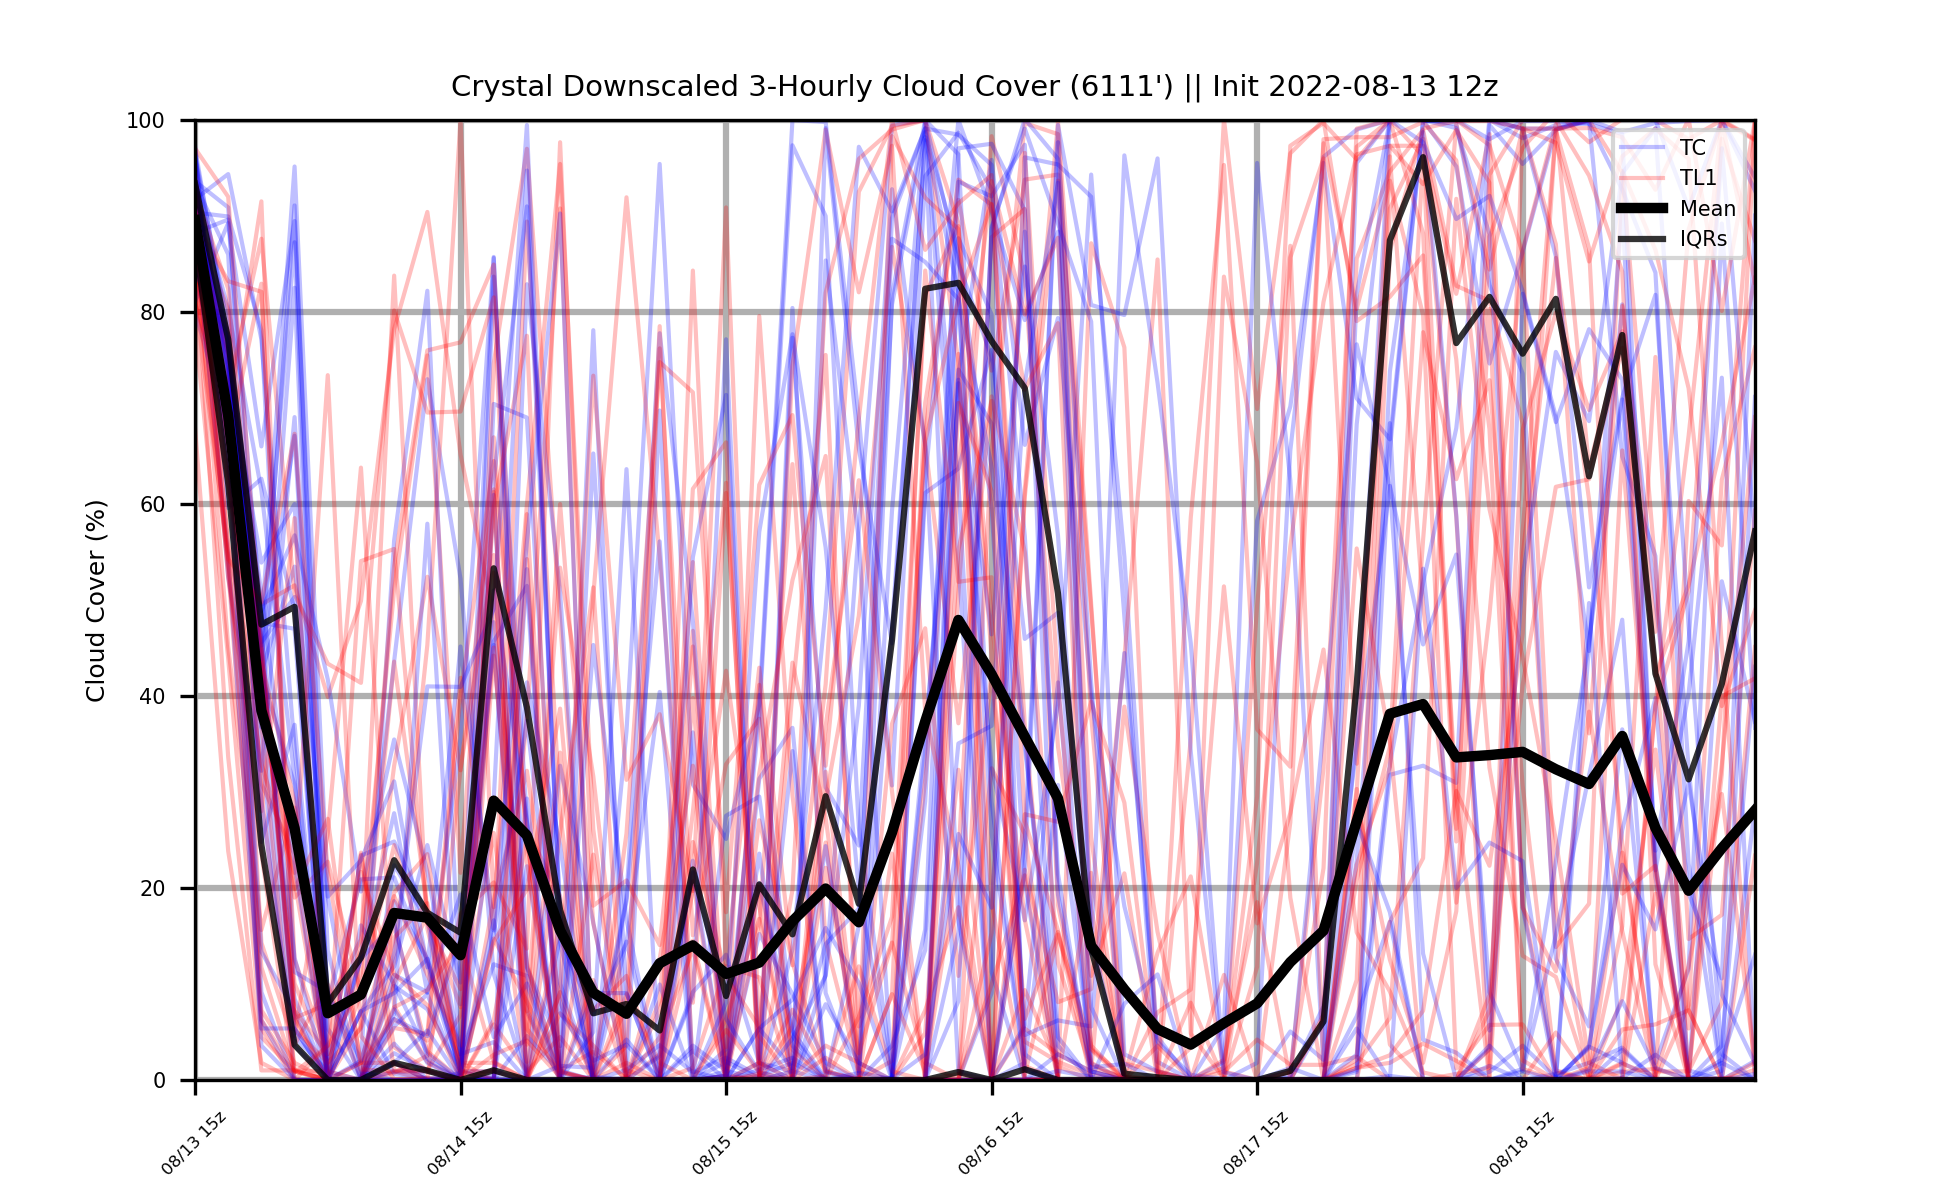 Crystal Downscaled 3-Hourly Cloud Cover (6111') || Init 2022-08-13 12z
Cloud Cover (%)
100
80
60
40
20
0
TC
TL1
Mean
IQRs
08/13 15z
08/14 15z
08/15 15z
08/16 15z
08/17 15z
08/18 15z